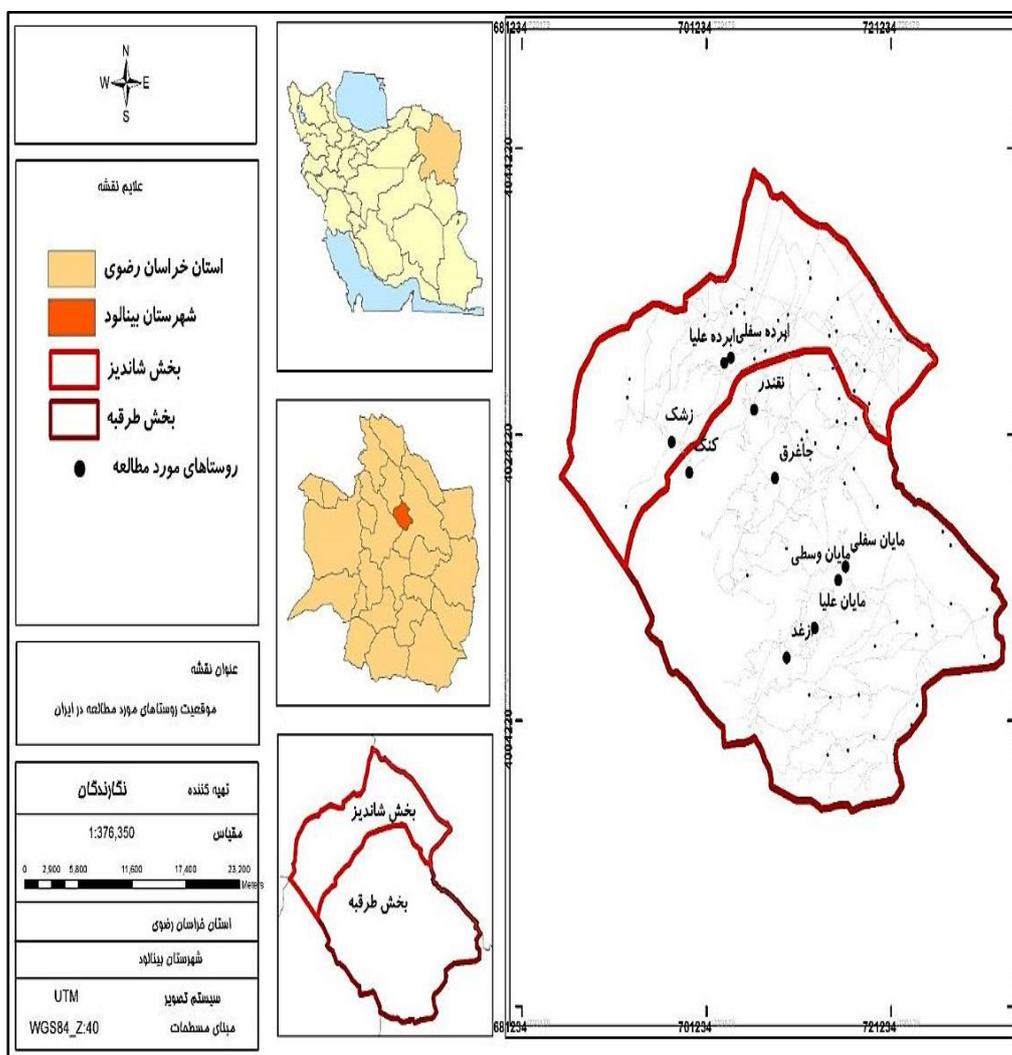 N
W E
S
علایم نقشه
استان خراسان رضوی
شهرستان بینالود
بخش شاندیز
بخش طرقبه
روستاهای مورد مطالعه
عنوان نقشه
موقعیت روستاهای مورد مطالعه در ایران
تهیه کننده نگارندگان
مقیاس 1:376,350
0 2,900 5,800 11,600 17,400 23,200
Meters
استان خراسان رضوی
شهرستان بینالود
سیستم تصویر UTM
مبنای مسطحات WGS84_Z:40
بخش شاندیز
بخش طرقبه
681234 701234 721234
4044220
4024220
4004220
ابرده سفلی
ابرده علیا
نقندر
زشک
کنگ
جاغرق
مایان سفلی
مایان وسطی
مایان علیا
ازغد
681234 701234 721234